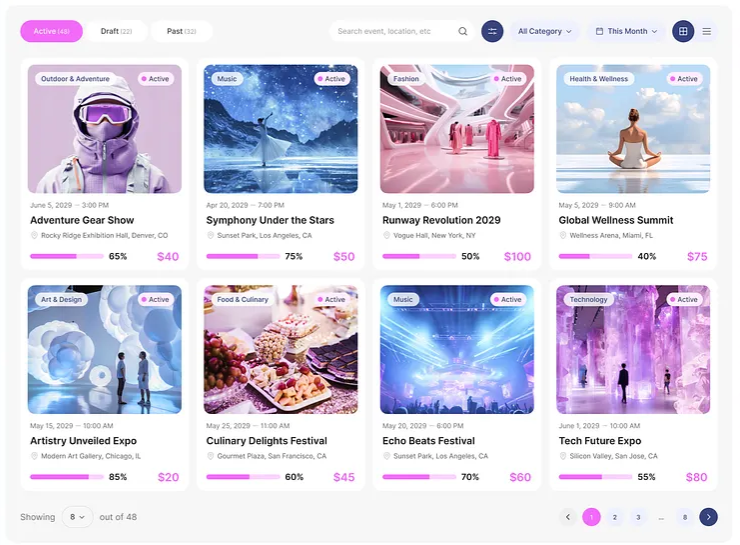 Active (43) Draft (22) Past (32) Search event, location, etc All Category This Month
Outdoor & Adventure Active
June 5, 2029 — 3:00 PM
Adventure Gear Show
Rocky Ridge Exhibition Hall, Denver, CO
65% $40
Music Active
Apr 20, 2029 — 7:00 PM
Symphony Under the Stars
Sunset Park, Los Angeles, CA
75% $50
Fashion Active
May 1, 2029 — 6:00 PM
Runway Revolution 2029
Vogue Hall, New York, NY
50% $100
Health & Wellness Active
May 5, 2029 — 9:00 AM
Global Wellness Summit
Wellness Arena, Miami, FL
40% $75
Art & Design Active
May 15, 2029 — 10:00 AM
Artistry Unveiled Expo
Modern Art Gallery, Chicago, IL
85% $20
Food & Culinary Active
May 25, 2029 — 11:00 AM
Culinary Delights Festival
Gourmet Plaza, San Francisco, CA
60% $45
Music Active
May 20, 2029 — 6:00 PM
Echo Beats Festival
Sunset Park, Los Angeles, CA
70% $60
Technology Active
June 1, 2029 — 10:00 AM
Tech Future Expo
Silicon Valley, San Jose, CA
55% $80
Showing 8 out of 48 1 2 3 ... 8